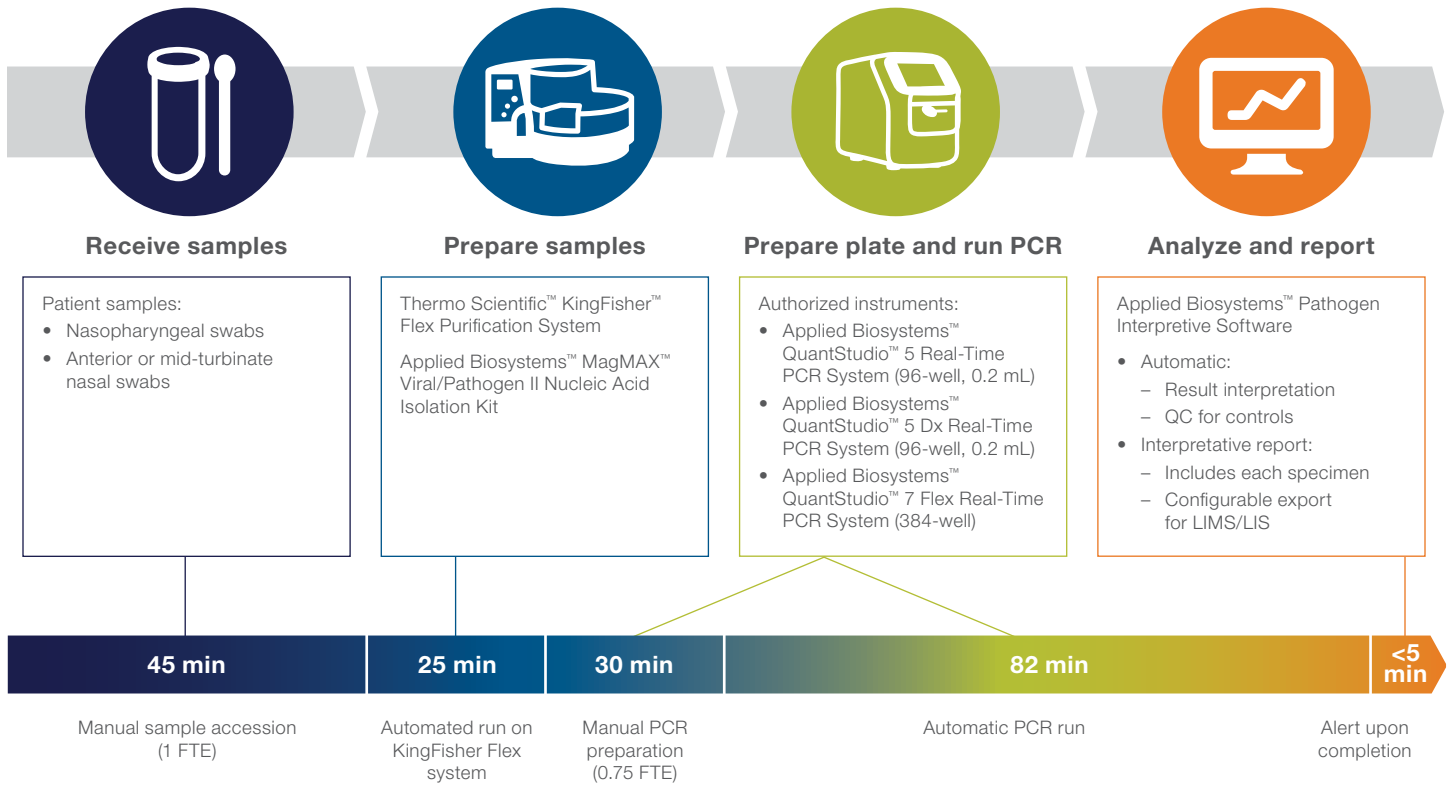 Receive samples
Patient samples:
• Nasopharyngeal swabs
• Anterior or mid-turbinate
nasal swabs
Prepare samples
Thermo Scientific™ KingFisher™
Flex Purification System
Applied Biosystems™ MagMAX™
Viral/Pathogen II Nucleic Acid
Isolation Kit
Prepare plate and run PCR
Authorized instruments:
• Applied Biosystems™
QuantStudio™ 5 Real-Time
PCR System (96-well, 0.2 mL)
• Applied Biosystems™
QuantStudio™ 5 Dx Real-Time
PCR System (96-well, 0.2 mL)
• Applied Biosystems™
QuantStudio™ 7 Flex Real-Time
PCR System (384-well)
Analyze and report
Applied Biosystems™ Pathogen
Interpretive Software
• Automatic:
– Result interpretation
– QC for controls
• Interpretative report:
– Includes each specimen
– Configurable export
for LIMS/LIS
45 min
25 min
30 min
82 min
<5
min
Manual sample accession
(1 FTE)
Automated run on
KingFisher Flex
system
Manual PCR
preparation
(0.75 FTE)
Automatic PCR run
Alert upon
completion